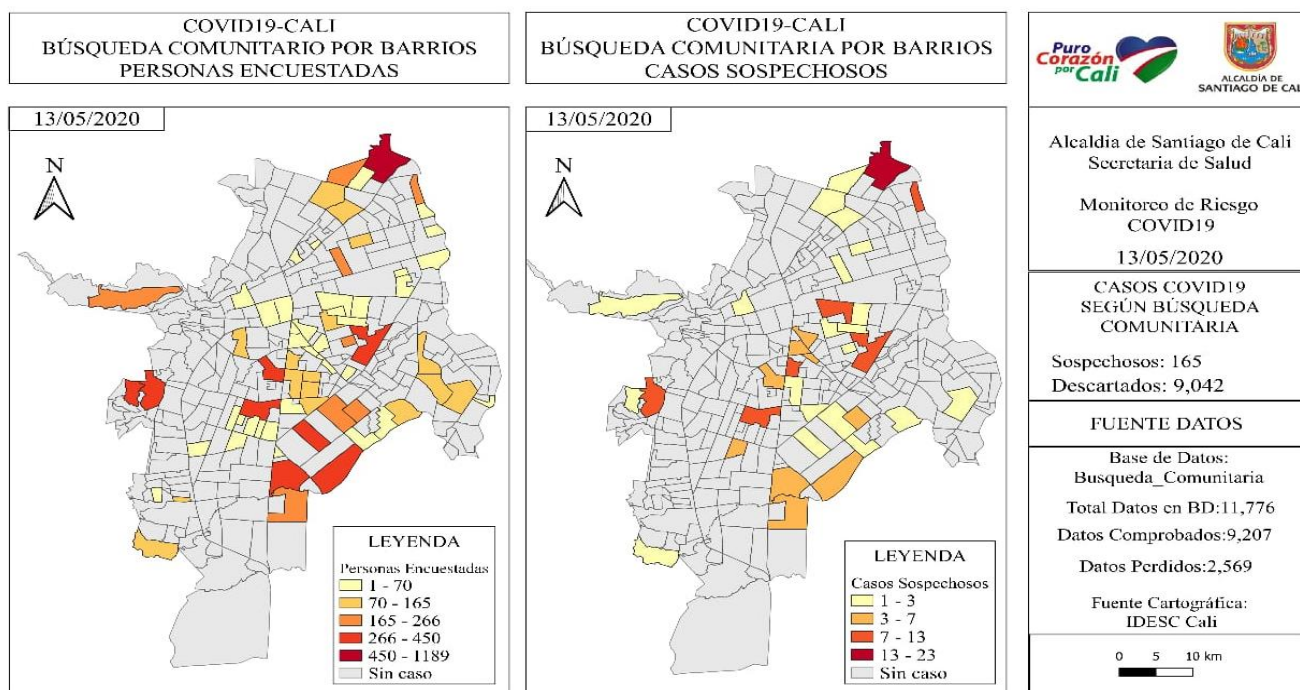 COVID19-CALI
BÚSQUEDA COMUNITARIO POR BARRIOS
PERSONAS ENCUESTADAS
13/05/2020
N
LEYENDA
Personas Encuestadas
1 - 70
70 - 165
165 - 266
266 - 450
450 - 1189
Sin caso
COVID19-CALI
BÚSQUEDA COMUNITARIA POR BARRIOS
CASOS SOSPECHOSOS
13/05/2020
N
LEYENDA
Casos Sospechosos
1 - 3
3 - 7
7 - 13
13 - 23
Sin caso
Puro
Corazón
por Cali
ALCALDÍA DE
SANTIAGO DE CALI
Alcaldia de Santiago de Cali
Secretaria de Salud
Monitoreo de Riesgo
COVID19
13/05/2020
CASOS COVID19
SEGÚN BÚSQUEDA
COMUNITARIA
Sospechosos: 165
Descartados: 9,042
FUENTE DATOS
Base de Datos:
Busqueda_Comunitaria
Total Datos en BD:11,776
Datos Comprobados:9,207
Datos Perdidos:2,569
Fuente Cartográfica:
IDESC Cali
0 5 10 km